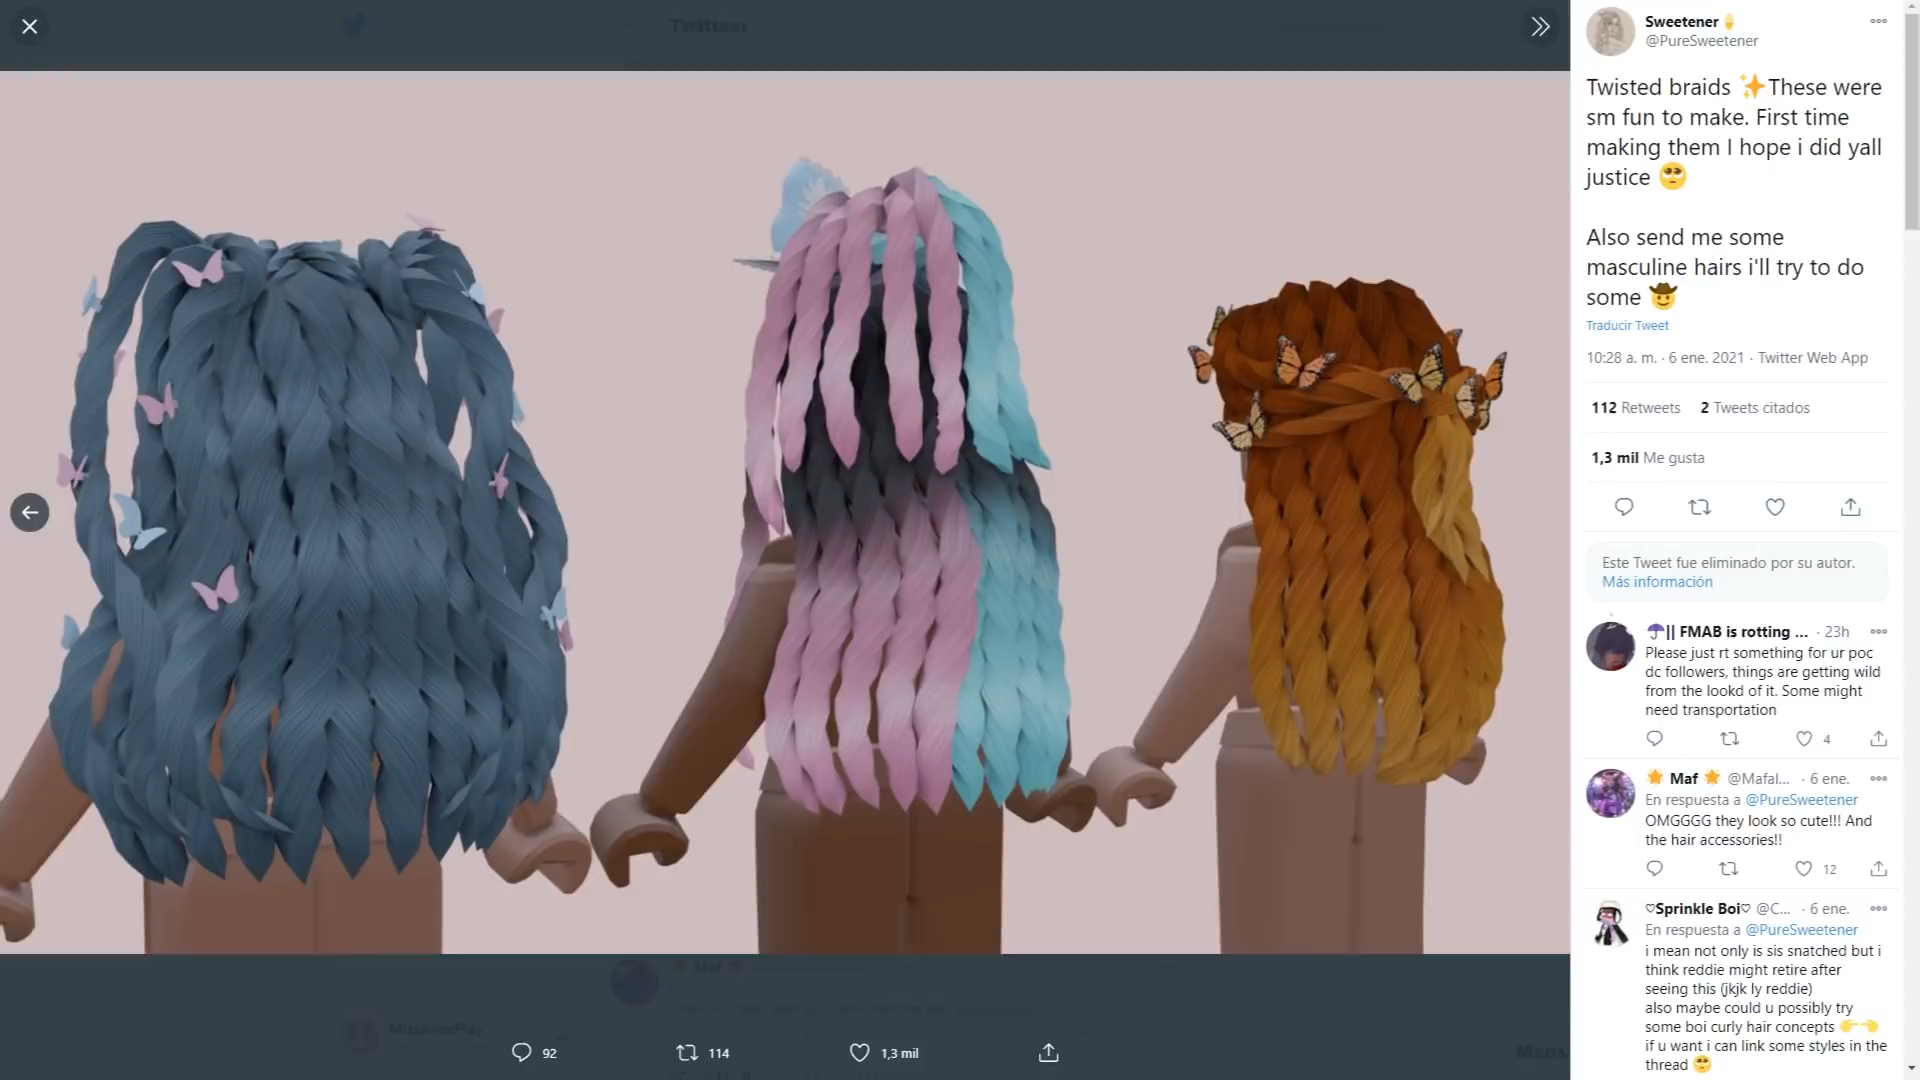 Twitter
Sweetener
@PureSweetener
Twisted braids ✨These were
sm fun to make. First time
making them I hope i did yall
justice 🥺
Also send me some
masculine hairs i'll try to do
some 🤠
Traducir Tweet
10:28 a. m. · 6 ene. 2021 · Twitter Web App
112 Retweets 2 Tweets citados
1,3 mil Me gusta
Este Tweet fue eliminado por su autor.
Más información
☂|| FMAB is rotting ... · 23h
Please just rt something for ur poc
dc followers, things are getting wild
from the lookd of it. Some might
need transportation
4
🌟 Maf 🌟 @Mafal... · 6 ene.
En respuesta a @PureSweetener
OMGGGG they look so cute!!! And
the hair accessories!!
12
♡Sprinkle Boi♡ @C... · 6 ene.
En respuesta a @PureSweetener
i mean not only is sis snatched but i
think reddie might retire after
seeing this (jkjk ly reddie)
also maybe could u possibly try
some boi curly hair concepts 👉👈
if u want i can link some styles in the
thread 🥺
92 114 1,3 mil